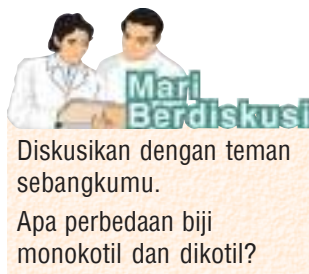 Mari
Berdiskusi
Diskusikan dengan teman
sebangkumu.
Apa perbedaan biji
monokotil dan dikotil?